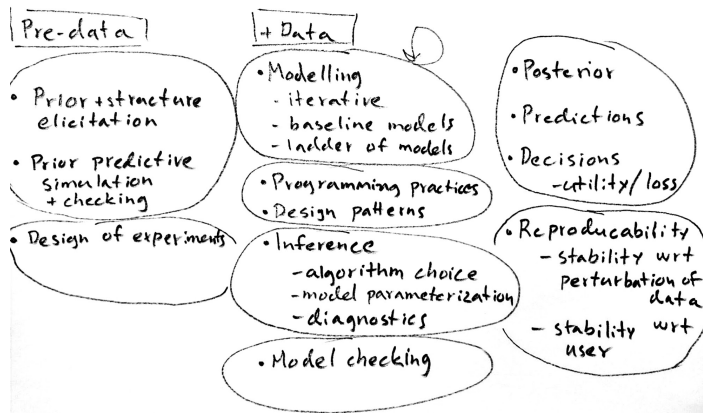 Pre-data
• Prior + structure
elicitation
• Prior predictive
simulation
+ checking
• Design of experiments
+ Data
• Modelling
- iterative
- baseline models
- ladder of models
• Programming practices
• Design patterns
• Inference
- algorithm choice
- model parameterization
- diagnostics
• Model checking
• Posterior
• Predictions
• Decisions
- utility/loss
• Reproducability
- stability wrt
perturbation of
data
- stability wrt
user